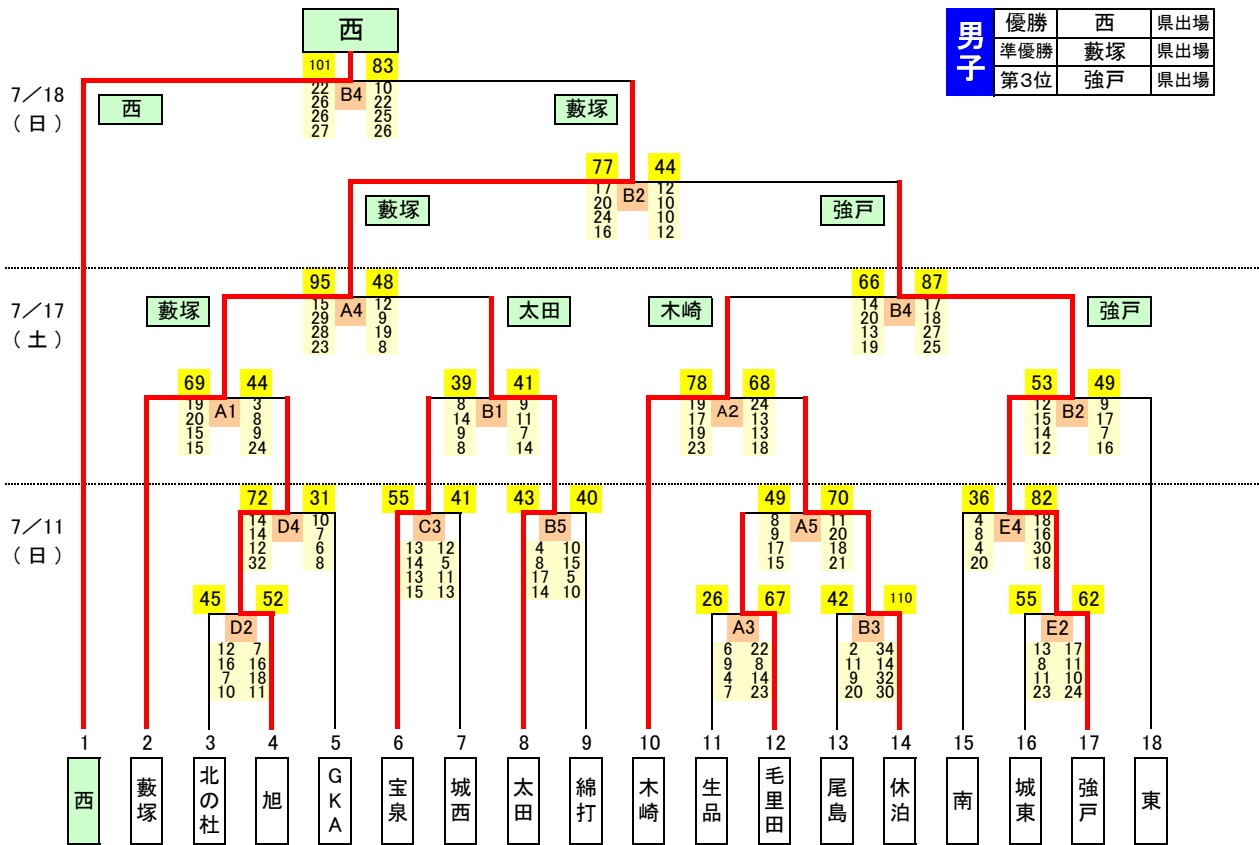 西
男子
優勝 西 県出場
準優勝 藪塚 県出場
第3位 強戸 県出場
101 83
22 B4 10
26 22
26 25
27 26
7/18
(日)
西
藪塚
77 44
17 B2 12
20 10
24 10
16 12
藪塚
強戸
95 48
15 A4 12
29 9
28 19
23 8
66 87
14 B4 17
20 18
13 27
19 25
7/17
(土)
藪塚
太田
木崎
強戸
69 44
19 A1 3
20 8
15 9
15 24
39 41
8 B1 9
14 11
9 7
8 14
78 68
19 A2 24
17 13
19 13
23 18
53 49
12 B2 9
15 17
14 7
12 16
7/11
(日)
72 31
14 D4 10
14 7
12 6
32 8
55 41
C3
13 12
14 5
13 11
15 13
43 40
B5
4 10
8 15
17 5
14 10
49 70
8 A5 11
9 20
17 18
15 21
36 82
4 E4 18
8 16
4 30
20 18
45 52
D2
12 7
16 16
7 18
10 11
26 67
A3
6 22
9 8
4 14
7 23
42 110
B3
2 34
11 14
9 32
20 30
55 62
E2
13 17
8 11
11 10
23 24
1 2 3 4 5 6 7 8 9 10 11 12 13 14 15 16 17 18
西
藪塚
北の杜
旭
GKA
宝泉
城西
太田
綿打
木崎
生品
毛里田
尾島
休泊
南
城東
強戸
東